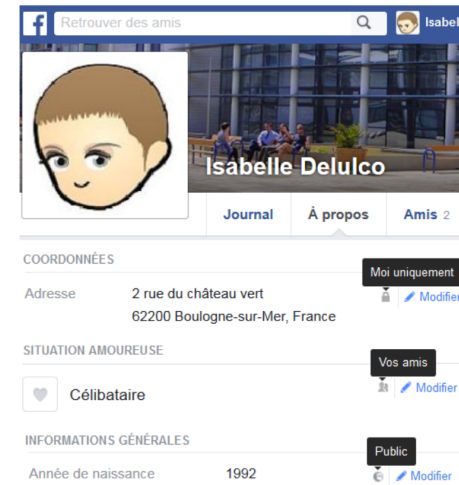 f Retrouver des amis Isabel
Isabelle Delulco
Journal À propos Amis 2
COORDONNÉES
Moi uniquement
Adresse 2 rue du château vert Modifier
62200 Boulogne-sur-Mer, France
SITUATION AMOUREUSE
Vos amis
Célibataire Modifier
INFORMATIONS GÉNÉRALES
Public
Année de naissance 1992 Modifier